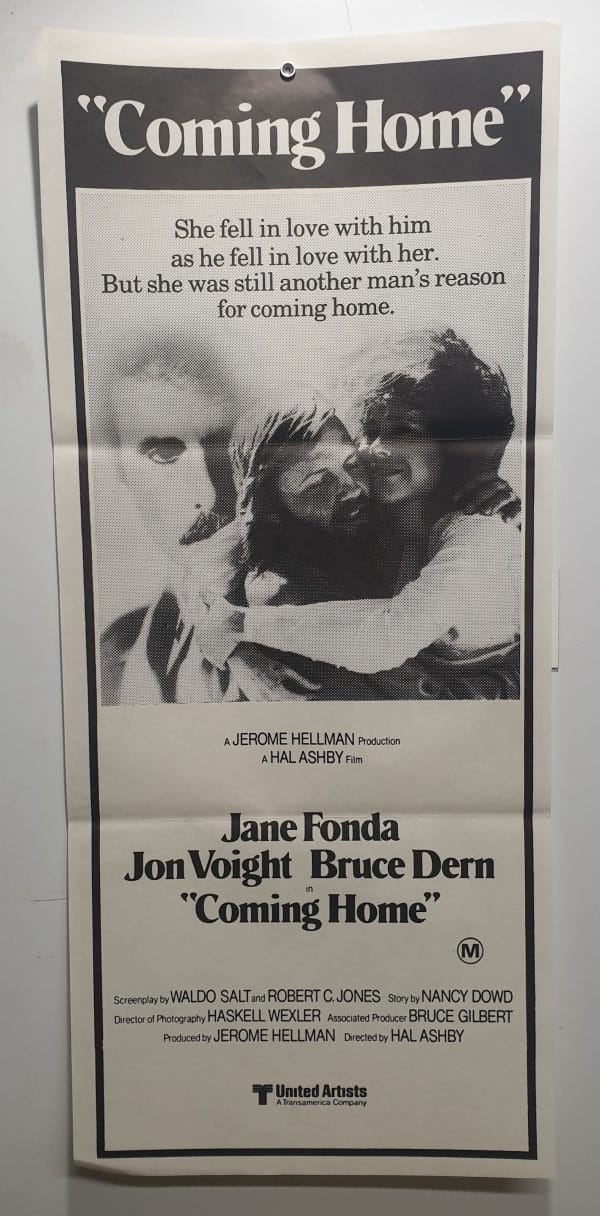 “Coming Home”
She fell in love with him
as he fell in love with her.
But she was still another man’s reason
for coming home.
A JEROME HELLMAN Production
A HAL ASHBY Film
Jane Fonda
Jon Voight Bruce Dern
in
“Coming Home”
M
Screenplay by WALDO SALT and ROBERT C. JONES Story by NANCY DOWD
Director of Photography HASKELL WEXLER Associated Producer BRUCE GILBERT
Produced by JEROME HELLMAN Directed by HAL ASHBY
United Artists
A Transamerica Company